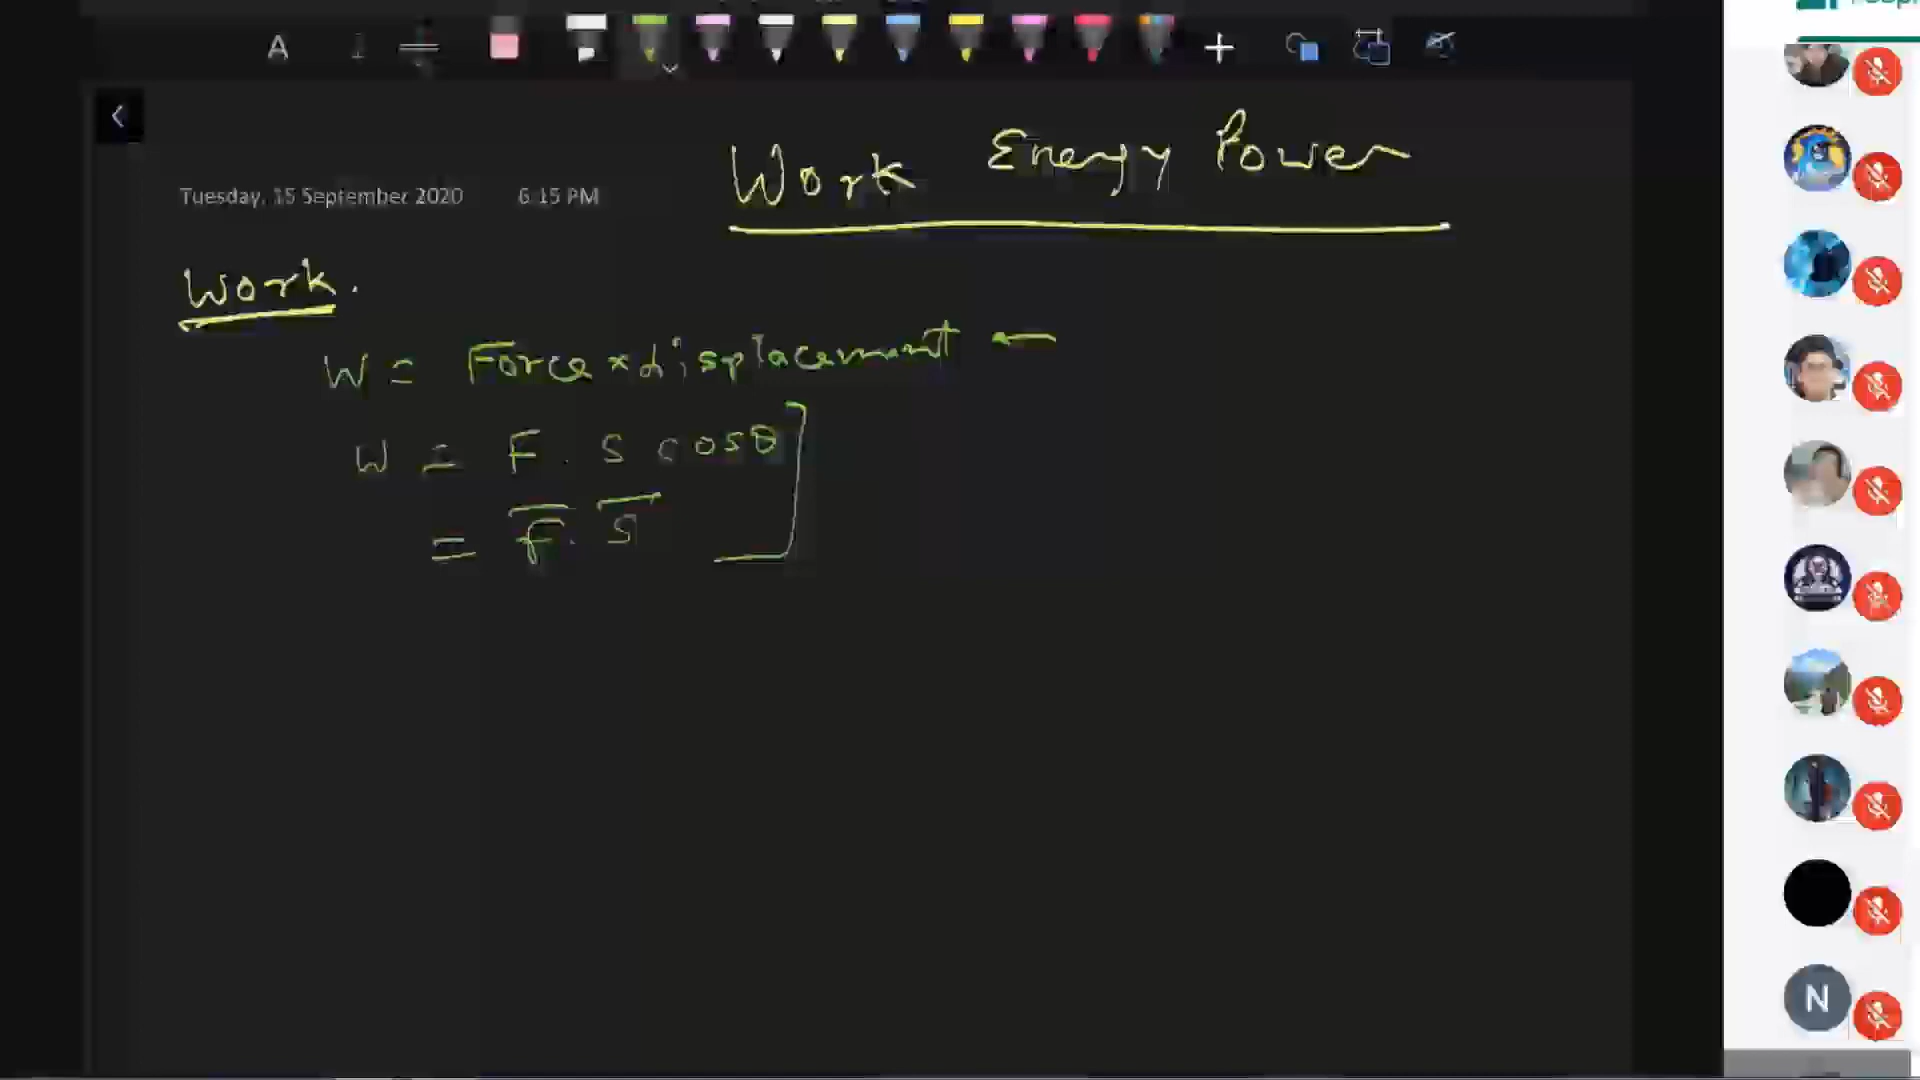 A
Work Energy Power
Tuesday, 15 September 2020 6:15 PM
Work.
W = Force × displacement ←
W = F . S cosθ
= F̅ . S̅
N